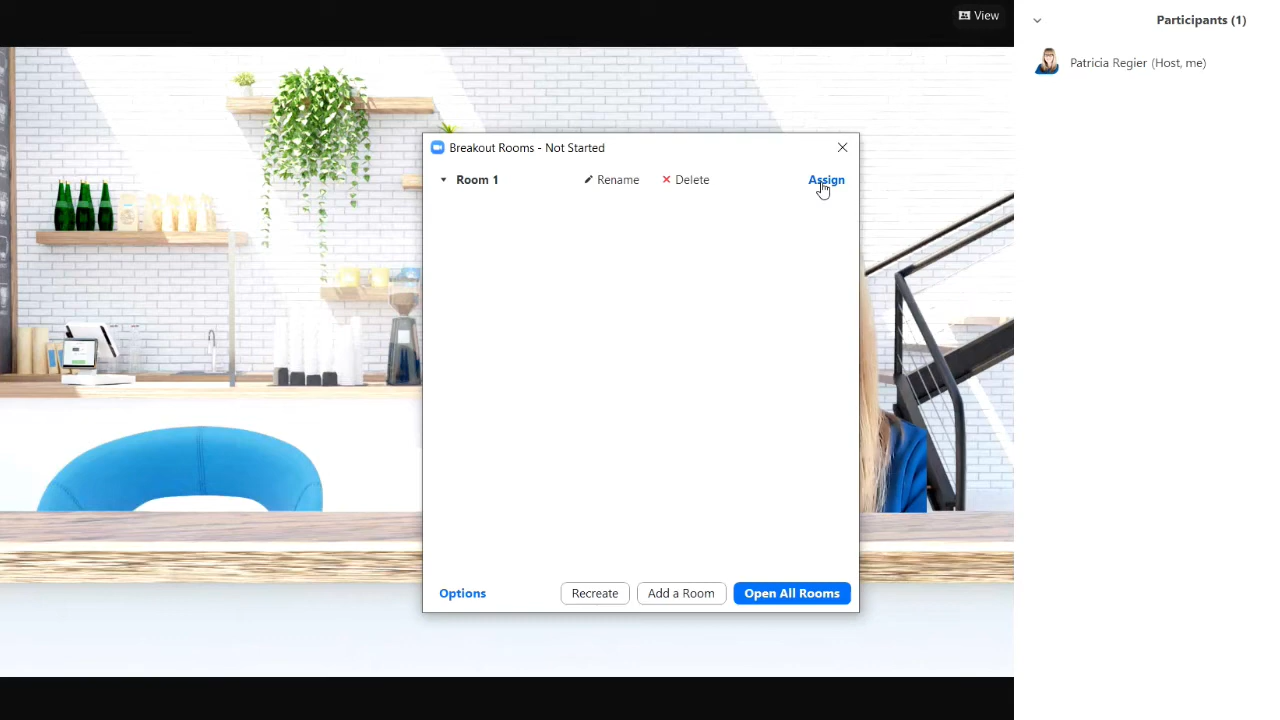 View
Participants (1)
Patricia Regier (Host, me)
Breakout Rooms - Not Started
Room 1 Rename Delete Assign
Options Recreate Add a Room Open All Rooms